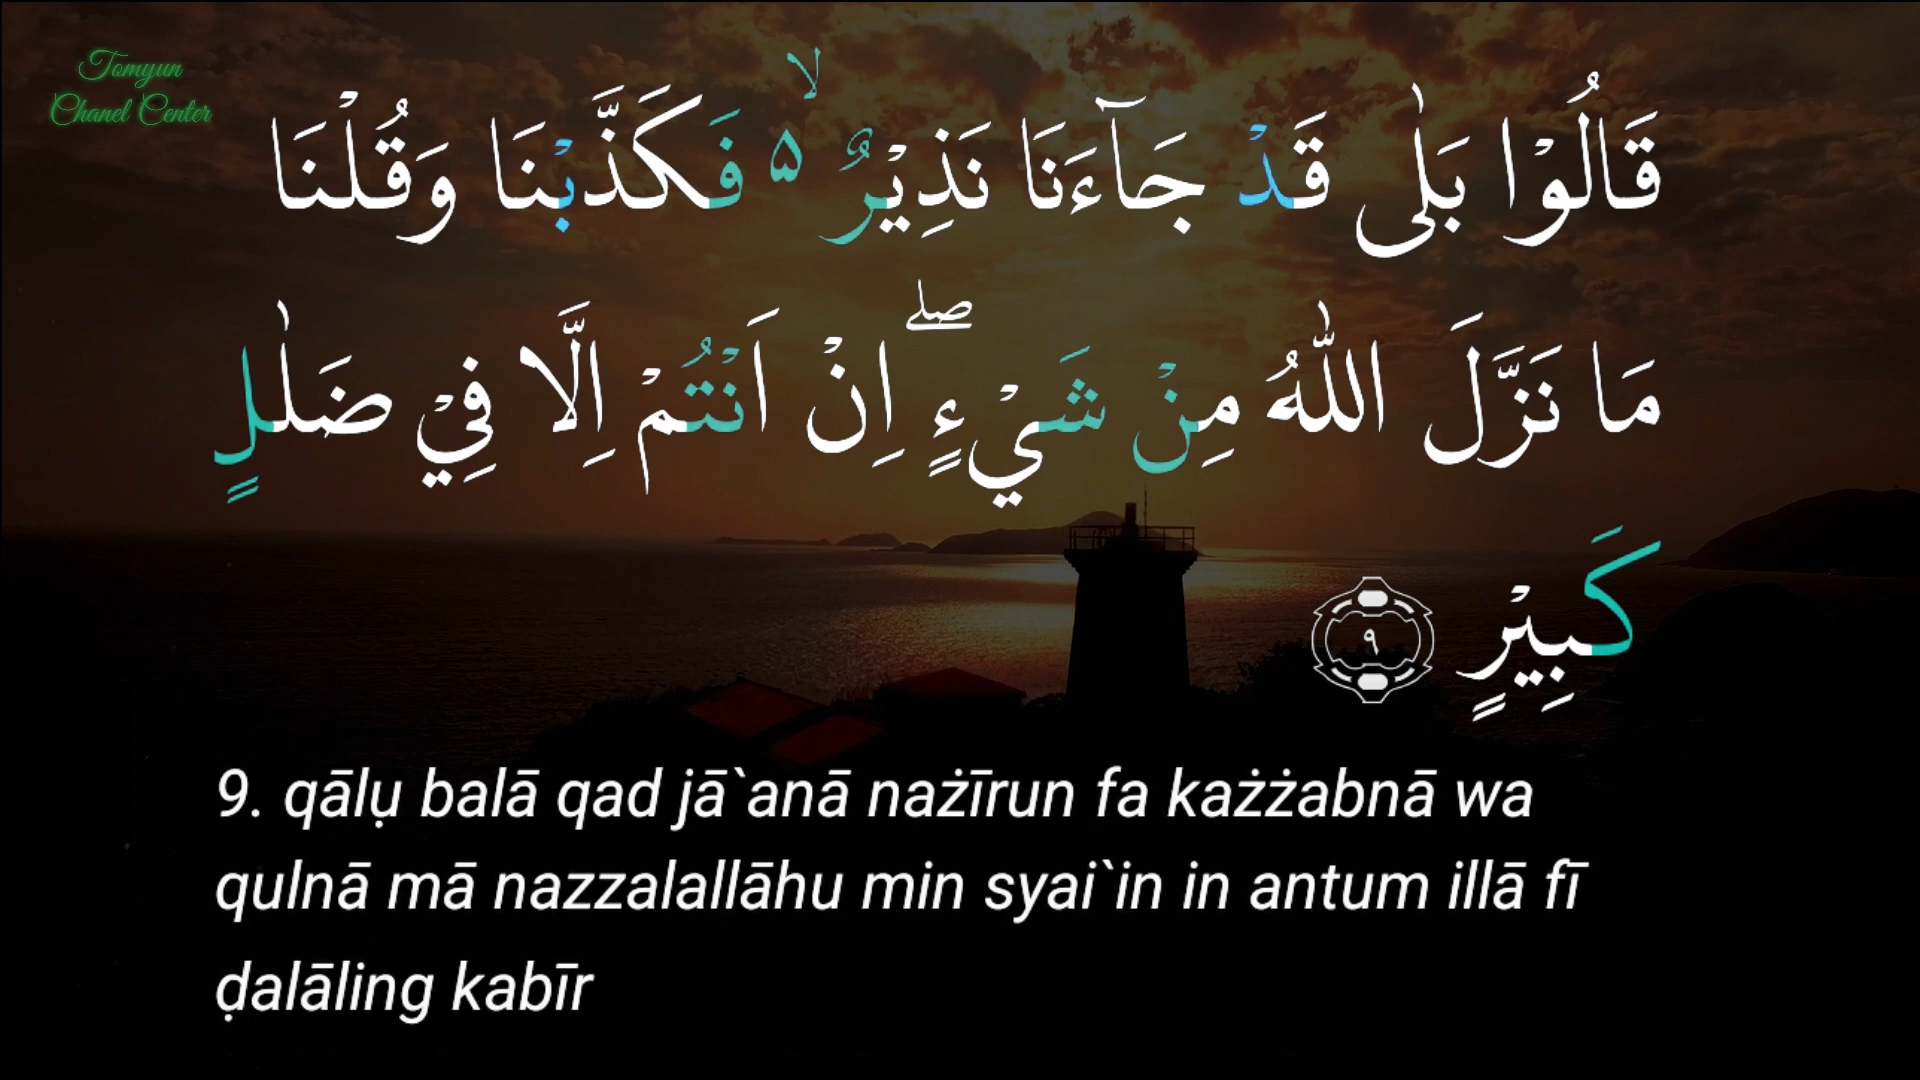 Tomyun
Chanel Center
قَالُوْا بَلٰى قَدْ جَاۤءَنَا نَذِيْرٌ ۙ۵ فَكَذَّبْنَا وَقُلْنَا
مَا نَزَّلَ اللّٰهُ مِنْ شَيْءٍ ۖ اِنْ اَنْتُمْ اِلَّا فِيْ ضَلٰلٍ
كَبِيْرٍ ٩
9. qālụ balā qad jā`anā nażīrun fa każżabnā wa
qulnā mā nazzalallāhu min syai`in in antum illā fī
ḍalāling kabīr